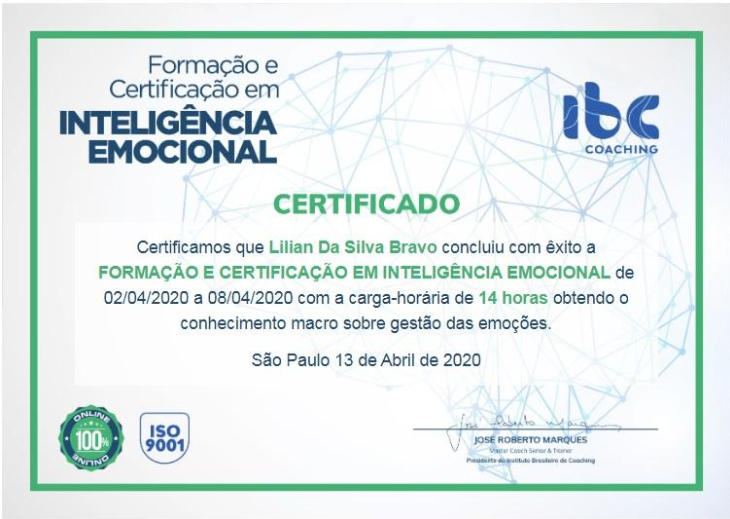 Formação e
Certificação em
INTELIGÊNCIA
EMOCIONAL
ibc
COACHING
CERTIFICADO
Certificamos que Lilian Da Silva Bravo concluiu com êxito a
FORMAÇÃO E CERTIFICAÇÃO EM INTELIGÊNCIA EMOCIONAL de
02/04/2020 a 08/04/2020 com a carga-horária de 14 horas obtendo o
conhecimento macro sobre gestão das emoções.
São Paulo 13 de Abril de 2020
ONLINE
100%
ONLINE
ISO
9001
José Roberto Marques
JOSÉ ROBERTO MARQUES
Master Coach Senior & Trainer
Presidente do Instituto Brasileiro de Coaching